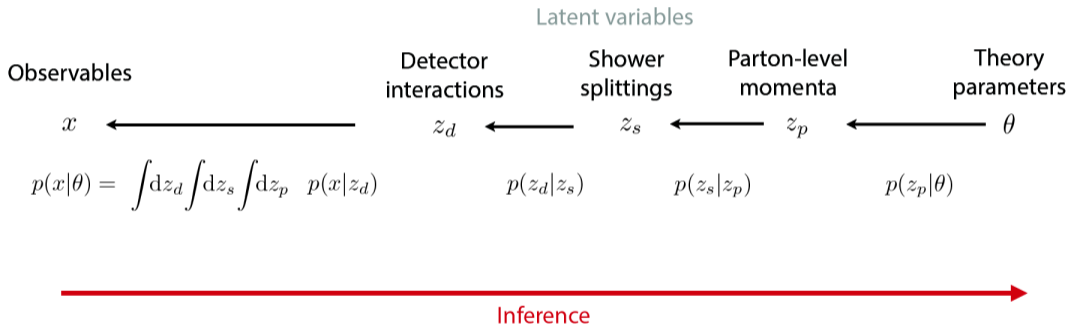 Latent variables
Observables
Detector interactions
Shower splittings
Parton-level momenta
Theory parameters
x
z_d
z_s
z_p
θ
p(x|θ) = ∫dz_d ∫dz_s ∫dz_p p(x|z_d) p(z_d|z_s) p(z_s|z_p) p(z_p|θ)
Inference